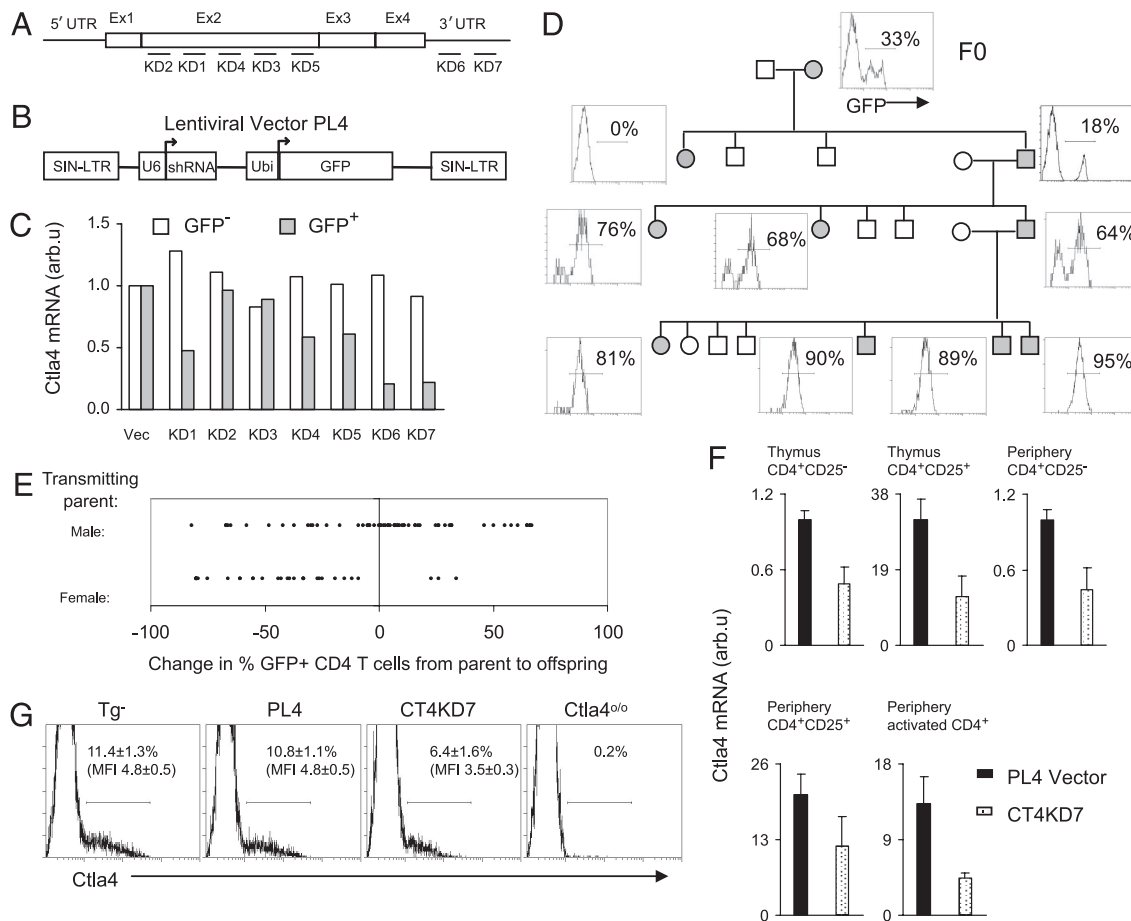 A
5′ UTR
Ex1
Ex2
Ex3
Ex4
3′ UTR
KD2
KD1
KD4
KD3
KD5
KD6
KD7
B
Lentiviral Vector PL4
SIN-LTR
U6
shRNA
Ubi
GFP
SIN-LTR
C
GFP-
GFP+
Ctla4 mRNA (arb.u)
1.5
1.0
0.5
0.0
Vec
KD1
KD2
KD3
KD4
KD5
KD6
KD7
D
33%
F0
GFP
0%
18%
76%
68%
64%
81%
90%
89%
95%
E
Transmitting
parent:
Male:
Female:
-100
-50
0
50
100
Change in % GFP+ CD4 T cells from parent to offspring
F
Ctla4 mRNA (arb.u)
Thymus
CD4+CD25-
1.2
0.6
0
Thymus
CD4+CD25+
38
19
0
Periphery
CD4+CD25-
1.2
0.6
0
Periphery
CD4+CD25+
26
13
0
Periphery
activated CD4+
18
9
0
PL4 Vector
CT4KD7
G
Tg-
11.4±1.3%
(MFI 4.8±0.5)
PL4
10.8±1.1%
(MFI 4.8±0.5)
CT4KD7
6.4±1.6%
(MFI 3.5±0.3)
Ctla4o/o
0.2%
Ctla4